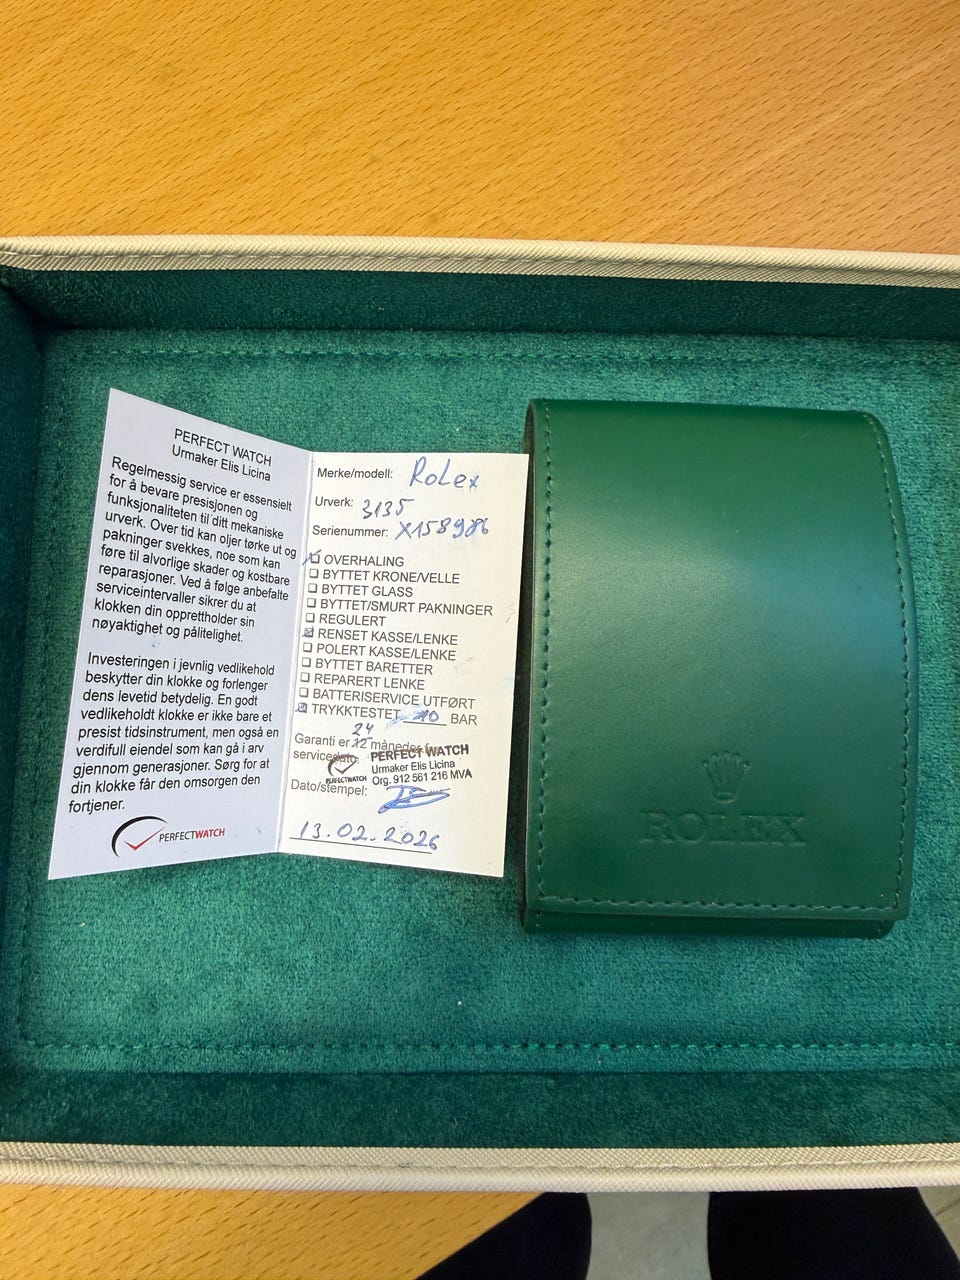 PERFECT WATCH
Urmaker Elis Licina
Regelmessig service er essensielt
for å bevare presisjonen og
funksjonaliteten til ditt mekaniske
urverk. Over tid kan oljer tørke ut og
pakninger svekkes, noe som kan
føre til alvorlige skader og kostbare
reparasjoner. Ved å følge anbefalte
serviceintervaller sikrer du at
klokken din opprettholder sin
nøyaktighet og pålitelighet.
Investeringen i jevnlig vedlikehold
beskytter din klokke og forlenger
dens levetid betydelig. En godt
vedlikeholdt klokke er ikke bare et
presist tidsinstrument, men også en
verdifull eiendel som kan gå i arv
gjennom generasjoner. Sørg for at
din klokke får den omsorgen den
fortjener.
PERFECTWATCH
Merke/modell: Rolex
Urverk: 3135
Serienummer: X158986
OVERHALING
BYTTET KRONE/VELLE
BYTTET GLASS
BYTTET/SMURT PAKNINGER
REGULERT
RENSET KASSE/LENKE
POLERT KASSE/LENKE
BYTTET BARETTER
REPARERT LENKE
BATTERISERVICE UTFØRT
TRYKKTESTET 10 BAR
24
Garanti er 12 måneder
servicedato.
PERFECT WATCH
Urmaker Elis Licina
Org. 912 561 216 MVA
PERFECTWATCH
Dato/stempel:
13.02.2026
ROLEX